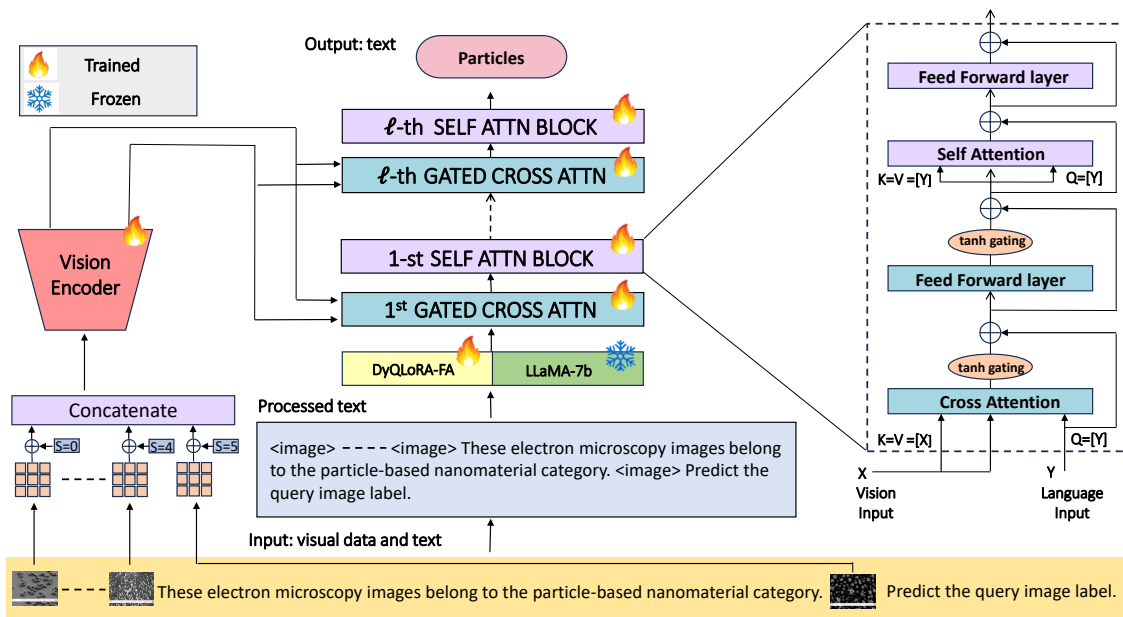 Trained
Frozen
Output: text
Particles
ℓ-th SELF ATTN BLOCK
ℓ-th GATED CROSS ATTN
1-st SELF ATTN BLOCK
1st GATED CROSS ATTN
DyQLoRA-FA
LLaMA-7b
Vision
Encoder
Concatenate
S=0
S=4
S=5
Processed text
<image> ---- <image> These electron microscopy images belong
to the particle-based nanomaterial category. <image> Predict the
query image label.
Input: visual data and text
These electron microscopy images belong to the particle-based nanomaterial category.
Predict the query image label.
Feed Forward layer
Self Attention
K=V =[Y]
Q=[Y]
tanh gating
Feed Forward layer
tanh gating
Cross Attention
K=V =[X]
Q=[Y]
X
Vision
Input
Y
Language
Input